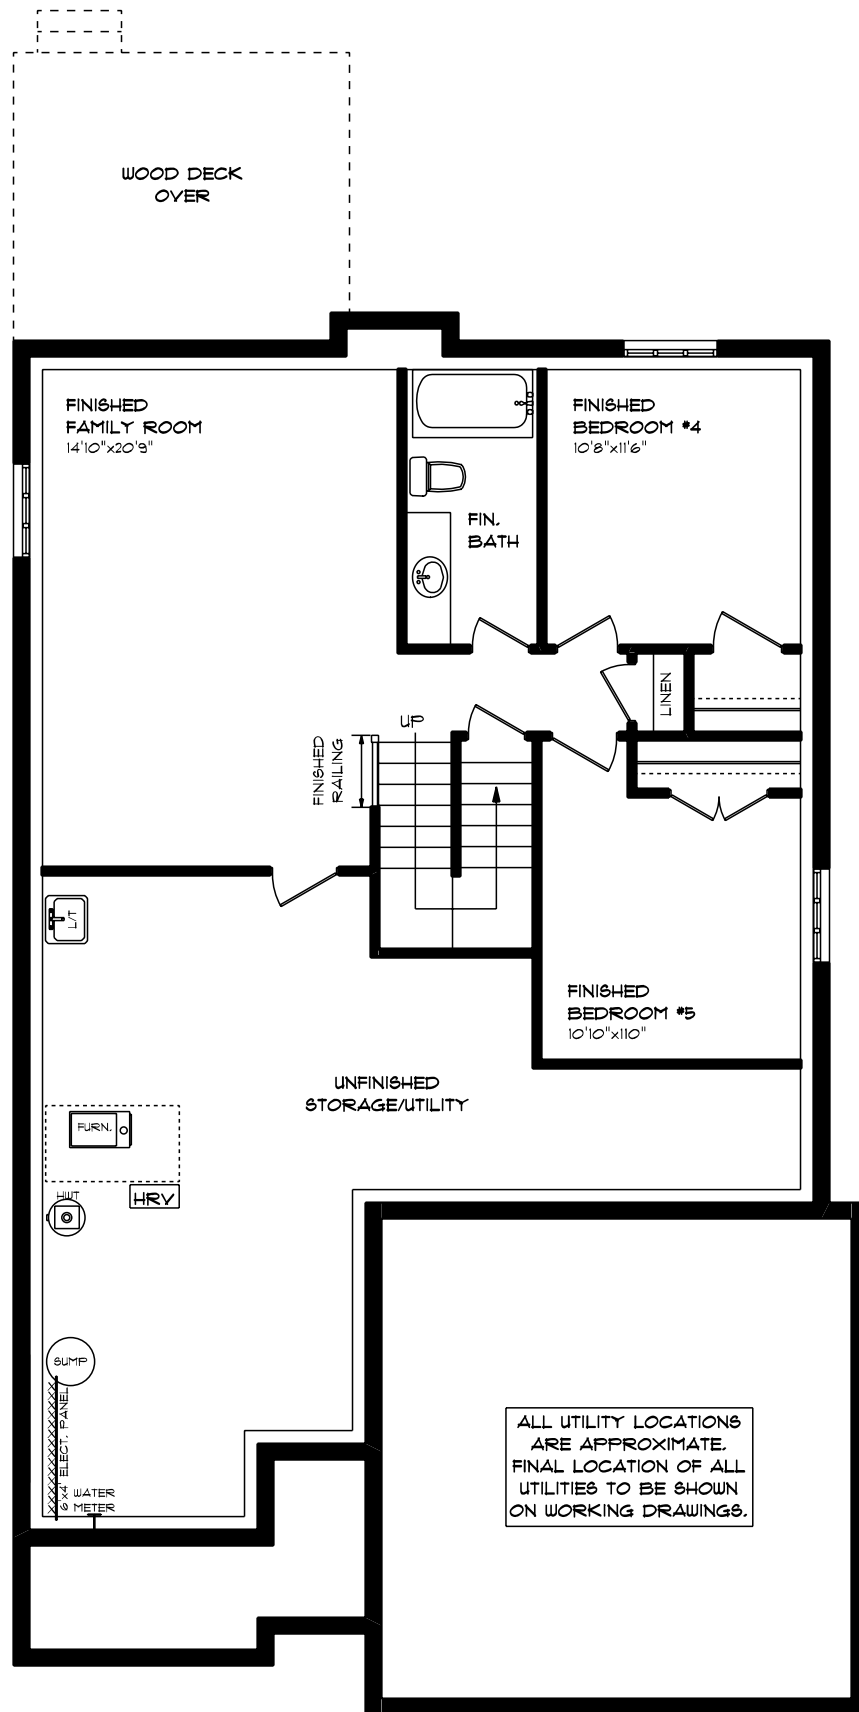 WOOD DECK
OVER
FINISHED
FAMILY ROOM
14'10"x20'9"
FINISHED
BEDROOM #4
10'8"x11'6"
FIN.
BATH
LINEN
UP
FINISHED
RAILING
L/T
FINISHED
BEDROOM #5
10'10"x110"
UNFINISHED
STORAGE/UTILITY
FURN.
HRV
HWT
SUMP
6'x4' ELECT. PANEL
WATER
METER
ALL UTILITY LOCATIONS
ARE APPROXIMATE.
FINAL LOCATION OF ALL
UTILITIES TO BE SHOWN
ON WORKING DRAWINGS.